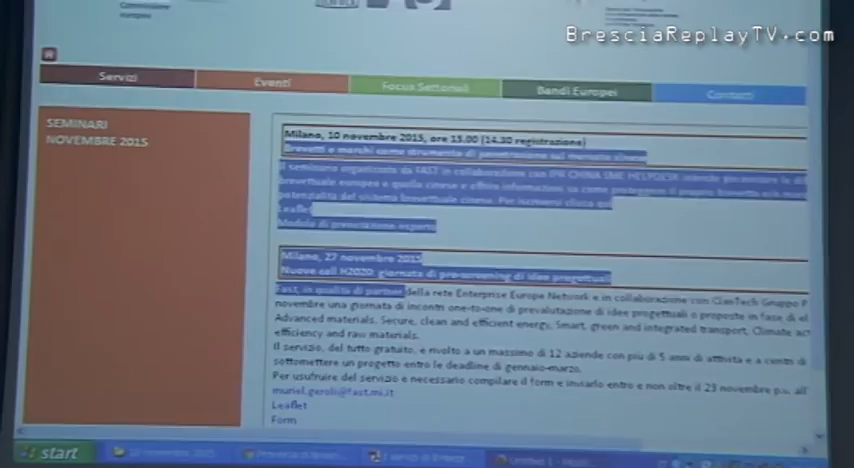 Commissione
europea
BresciaReplayTV.com
Servizi
Eventi
Focus Settoriali
Bandi Europei
Contatti
SEMINARI
NOVEMBRE 2015
Milano, 10 novembre 2015, ore 15.00 (14.30 registrazione)
Brevetti e marchi come strumento di penetrazione sul mercato cinese
Il seminario organizzato da FAST in collaborazione con IPR CHINA SME HELPDESK intende presentare le
brevettuale europeo e quello cinese e offrire informazioni su come proteggere il proprio brevetto
potenzialità del sistema brevettuale cinese. Per iscriversi clicca qui
Leaflet
Modulo di prenotazione esperto
Milano, 27 novembre 2015
Nuove call H2020: giornata di pre-screening di idee progettuali
Fast, in qualità di partner della rete Enterprise Europe Network e in collaborazione con Gruppo
novembre una giornata di incontri one-to-one di prevalutazione di idee progettuali o proposte in fase di
Advanced materials, Secure, clean and efficient energy, Smart, green and integrated transport, Climate
efficiency and raw materials.
Il servizio, del tutto gratuito, e rivolto a un massimo di 12 aziende con più di 5 anni di attività e a centri di
sottomettere un progetto entro le deadline di gennaio-marzo.
Per usufruire del servizio e necessario compilare il form e inviarlo entro e non oltre il 23 novembre p.v. all'
muriel.geroli@fast.mi.it
Leaflet
Form
start